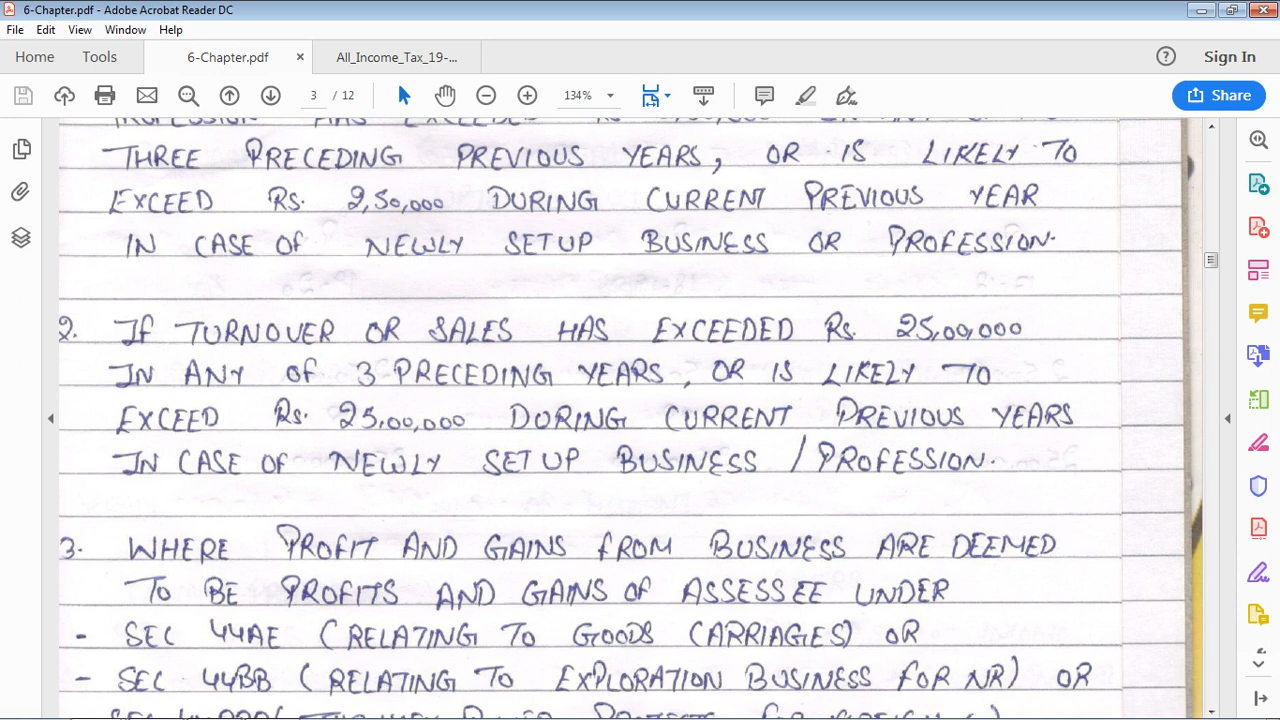 6-Chapter.pdf - Adobe Acrobat Reader DC
File Edit View Window Help
Home Tools 6-Chapter.pdf × All_Income_Tax_19-... Sign In
3 / 12 134% Share
PROFESSION HAS EXCEEDED
THREE PRECEDING PREVIOUS YEARS, OR IS LIKELY TO
EXCEED Rs. 2,50,000 DURING CURRENT PREVIOUS YEAR
IN CASE OF NEWLY SETUP BUSINESS OR PROFESSION.
2. If TURNOVER OR SALES HAS EXCEEDED Rs. 25,00,000
IN ANY Of 3 PRECEDING YEARS, OR IS LIKELY TO
EXCEED Rs. 25,00,000 DURING CURRENT PREVIOUS YEARS
IN CASE OF NEWLY SET UP BUSINESS / PROFESSION.
3. WHERE PROFIT AND GAINS fROM BUSINESS ARE DEEMED
TO BE PROFITS AND GAINS Of ASSESSEE UNDER
- SEC 44AE (RELATING TO GOODS CARRIAGES) OR
- SEC 44BB (RELATING TO EXPLORATION BUSINESS fOR NR) OR